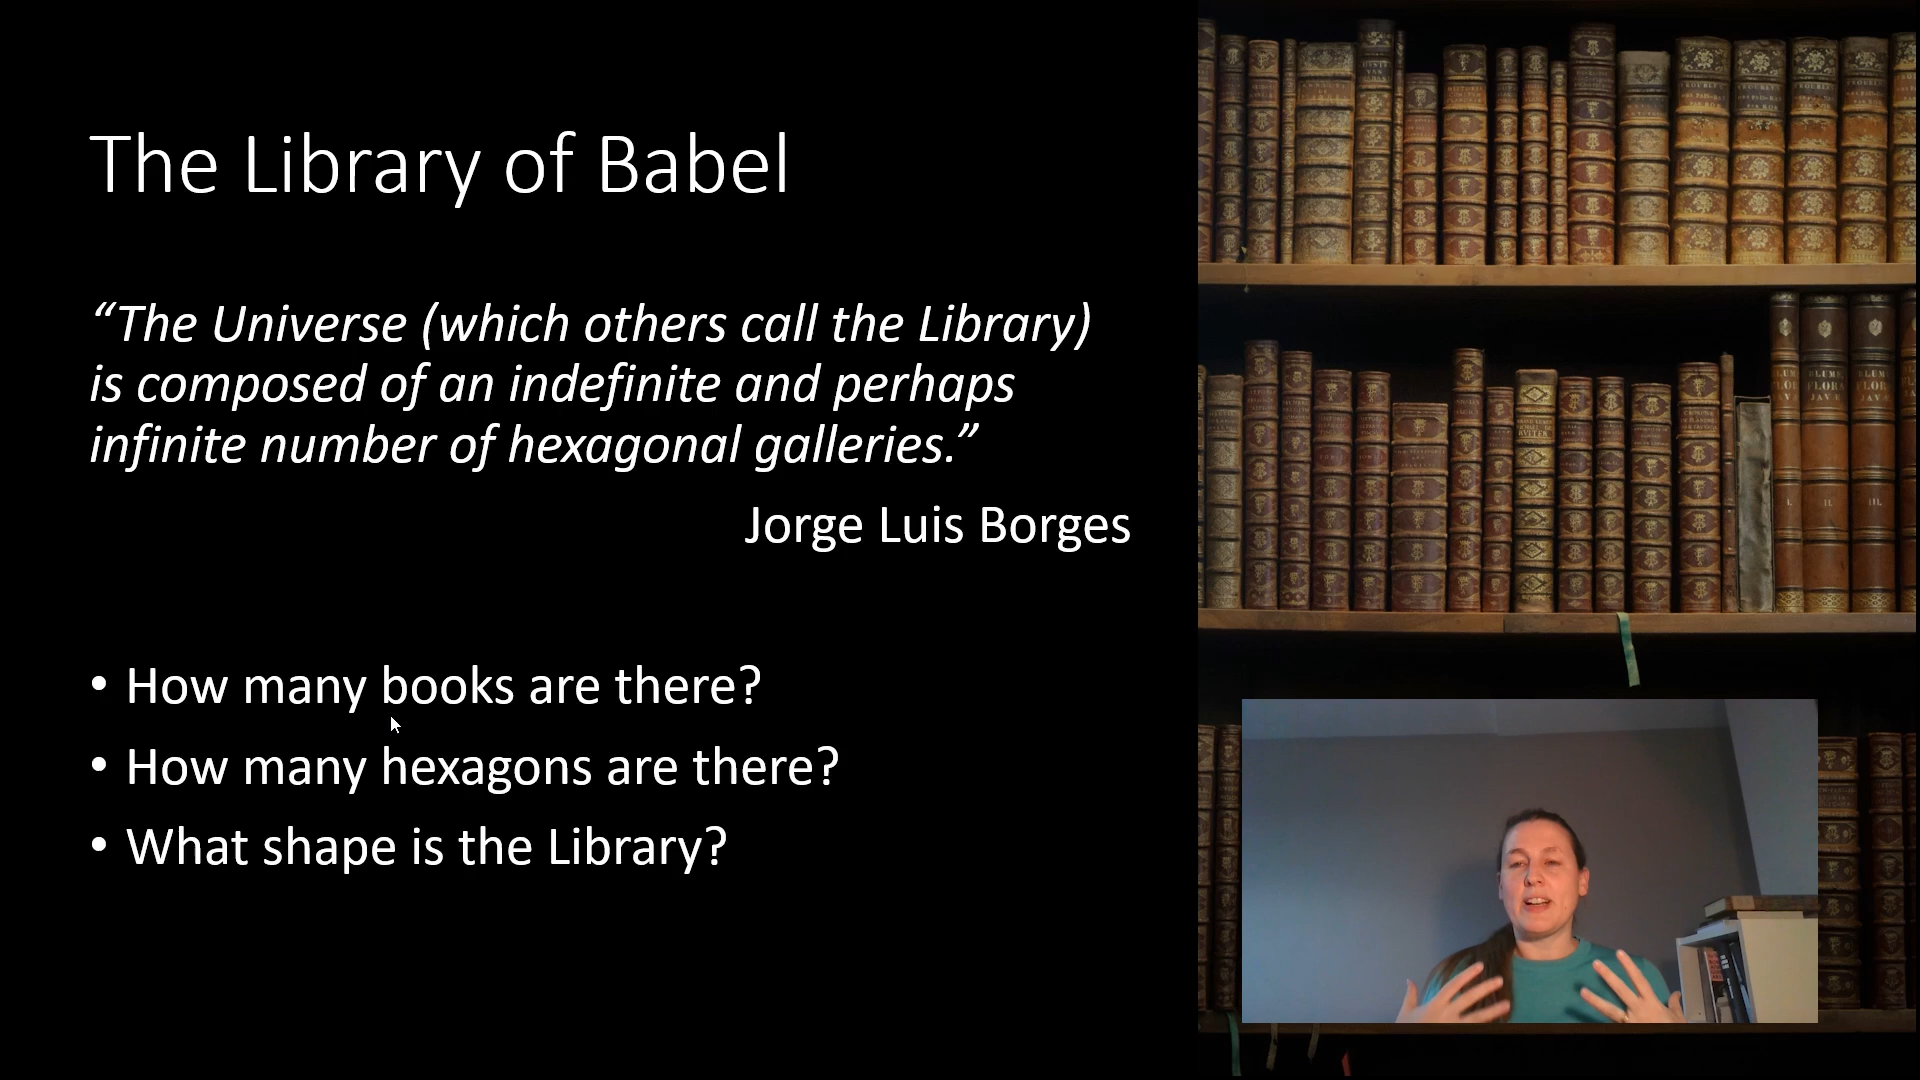 The Library of Babel
“The Universe (which others call the Library)
is composed of an indefinite and perhaps
infinite number of hexagonal galleries.”
Jorge Luis Borges
• How many books are there?
• How many hexagons are there?
• What shape is the Library?
I.
II.
III.